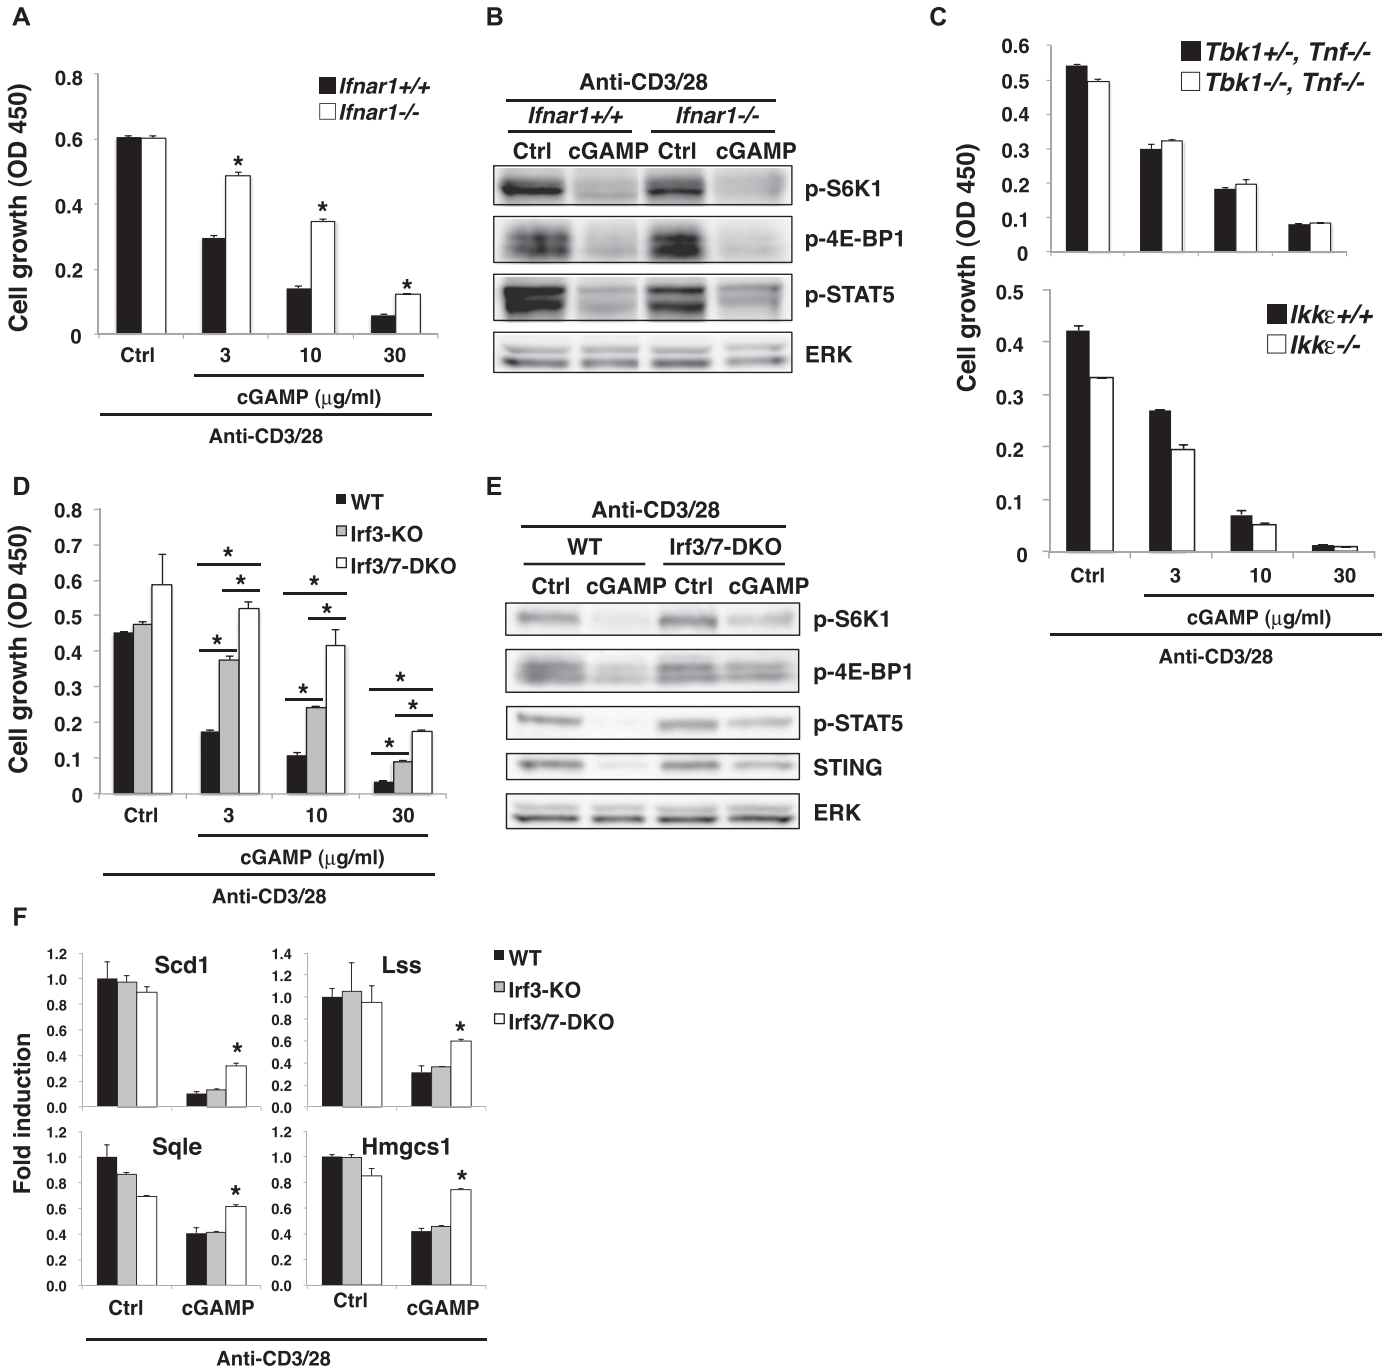 A
0.8
0.6
0.4
0.2
0
Cell growth (OD 450)
Ifnar1+/+
Ifnar1-/-
*
*
*
Ctrl 3 10 30
cGAMP (μg/ml)
Anti-CD3/28
B
Anti-CD3/28
Ifnar1+/+ Ifnar1-/-
Ctrl cGAMP Ctrl cGAMP
p-S6K1
p-4E-BP1
p-STAT5
ERK
C
0.6
0.5
0.4
0.3
0.2
0.1
0
Cell growth (OD 450)
Tbk1+/-, Tnf-/-
Tbk1-/-, Tnf-/-
0.5
0.4
0.3
0.2
0.1
0
Cell growth (OD 450)
Ikkε+/+
Ikkε-/-
Ctrl 3 10 30
cGAMP (μg/ml)
Anti-CD3/28
D
0.8
0.7
0.6
0.5
0.4
0.3
0.2
0.1
0
Cell growth (OD 450)
WT
Irf3-KO
Irf3/7-DKO
*
*
*
*
*
*
*
*
*
Ctrl 3 10 30
cGAMP (μg/ml)
Anti-CD3/28
E
Anti-CD3/28
WT Irf3/7-DKO
Ctrl cGAMP Ctrl cGAMP
p-S6K1
p-4E-BP1
p-STAT5
STING
ERK
F
Fold induction
Scd1
1.2
1.0
0.8
0.6
0.4
0.2
0.0
*
Lss
1.4
1.2
1.0
0.8
0.6
0.4
0.2
0.0
*
WT
Irf3-KO
Irf3/7-DKO
Sqle
1.2
1.0
0.8
0.6
0.4
0.2
0.0
*
Ctrl cGAMP
Hmgcs1
1.2
1.0
0.8
0.6
0.4
0.2
0.0
*
Ctrl cGAMP
Anti-CD3/28